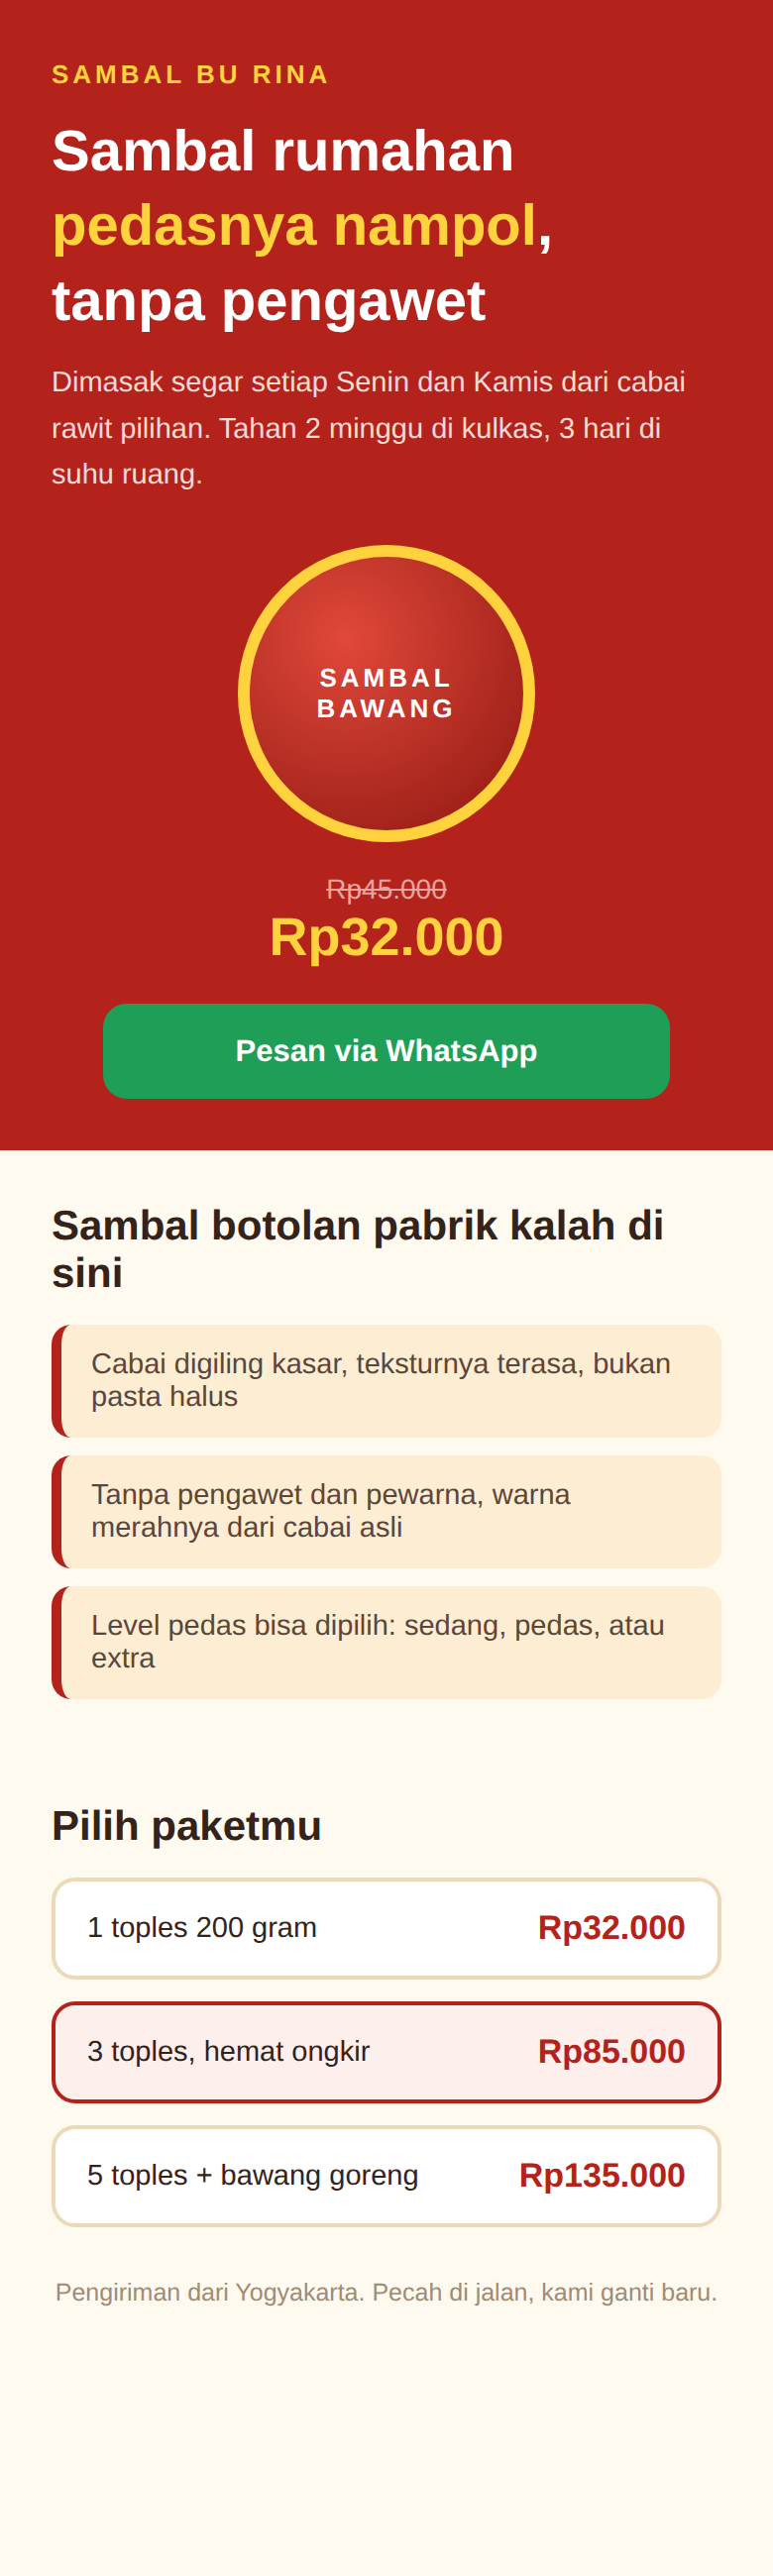 SAMBAL BU RINA
Sambal rumahan
pedasnya nampol,
tanpa pengawet
Dimasak segar setiap Senin dan Kamis dari cabai
rawit pilihan. Tahan 2 minggu di kulkas, 3 hari di
suhu ruang.
SAMBAL
BAWANG
Rp45.000
Rp32.000
Pesan via WhatsApp
Sambal botolan pabrik kalah di
sini
Cabai digiling kasar, teksturnya terasa, bukan
pasta halus
Tanpa pengawet dan pewarna, warna
merahnya dari cabai asli
Level pedas bisa dipilih: sedang, pedas, atau
extra
Pilih paketmu
1 toples 200 gram Rp32.000
3 toples, hemat ongkir Rp85.000
5 toples + bawang goreng Rp135.000
Pengiriman dari Yogyakarta. Pecah di jalan, kami ganti baru.